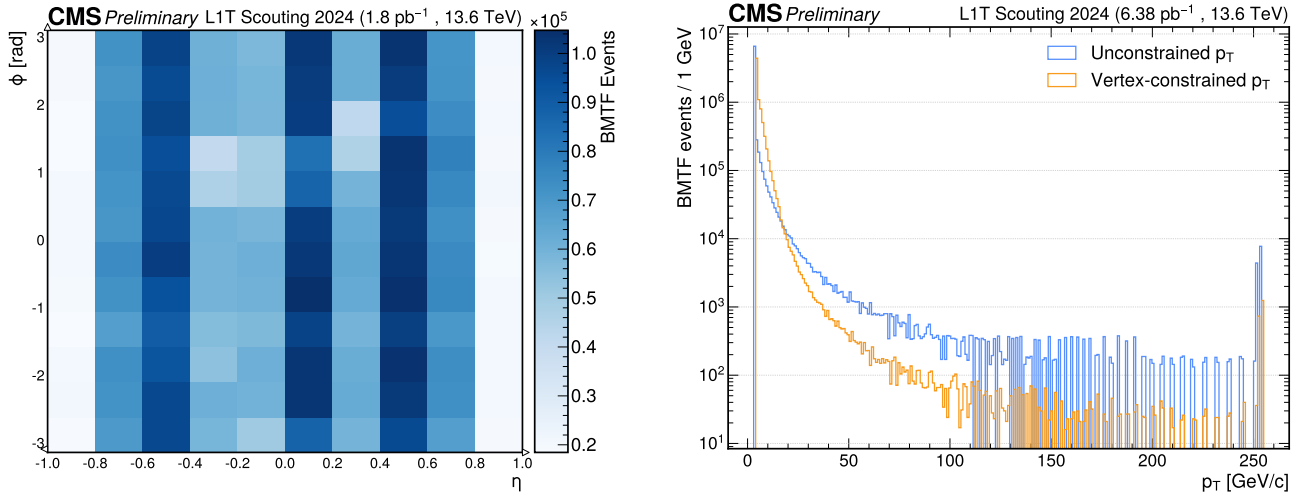 CMS Preliminary L1T Scouting 2024 (1.8 pb⁻¹ , 13.6 TeV)
×10⁵
ϕ [rad]
3
2
1
0
-1
-2
-3
-1.0 -0.8 -0.6 -0.4 -0.2 0.0 0.2 0.4 0.6 0.8 1.0
η
1.0
0.9
0.8
0.7
0.6
0.5
0.4
0.3
0.2
BMTF Events
CMS Preliminary L1T Scouting 2024 (6.38 pb⁻¹ , 13.6 TeV)
BMTF events / 1 GeV
10⁷
10⁶
10⁵
10⁴
10³
10²
10¹
Unconstrained p_T
Vertex-constrained p_T
0 50 100 150 200 250
p_T [GeV/c]